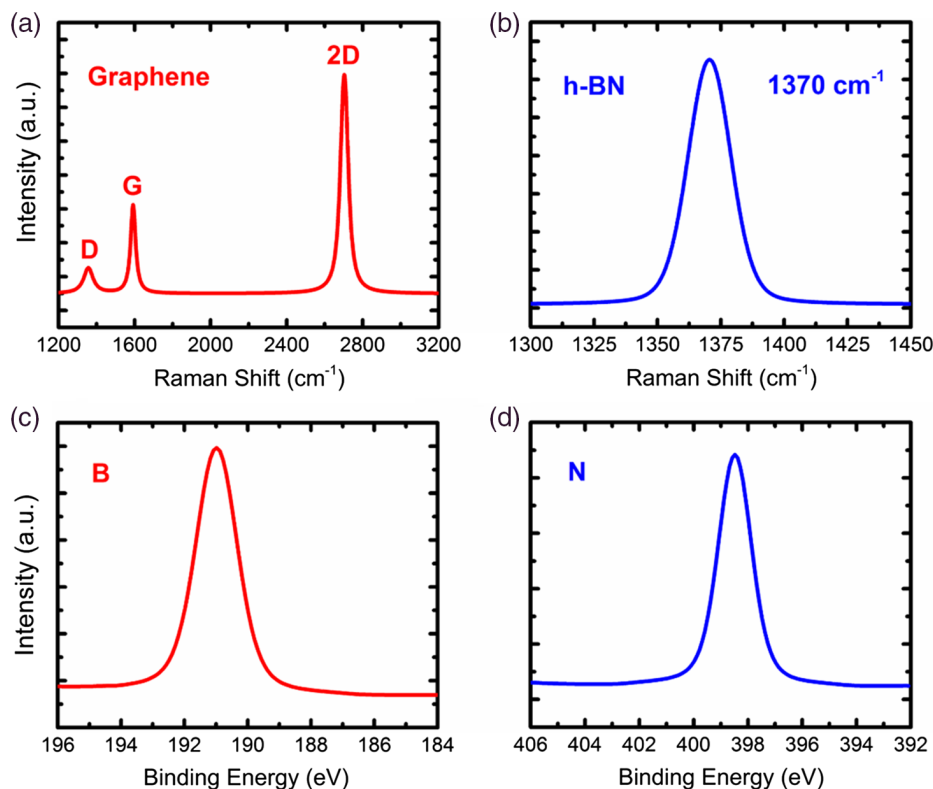 (a)
Graphene
D
G
2D
Intensity (a.u.)
1200 1600 2000 2400 2800 3200
Raman Shift (cm⁻¹)
(b)
h-BN
1370 cm⁻¹
1300 1325 1350 1375 1400 1425 1450
Raman Shift (cm⁻¹)
(c)
B
Intensity (a.u.)
196 194 192 190 188 186 184
Binding Energy (eV)
(d)
N
406 404 402 400 398 396 394 392
Binding Energy (eV)